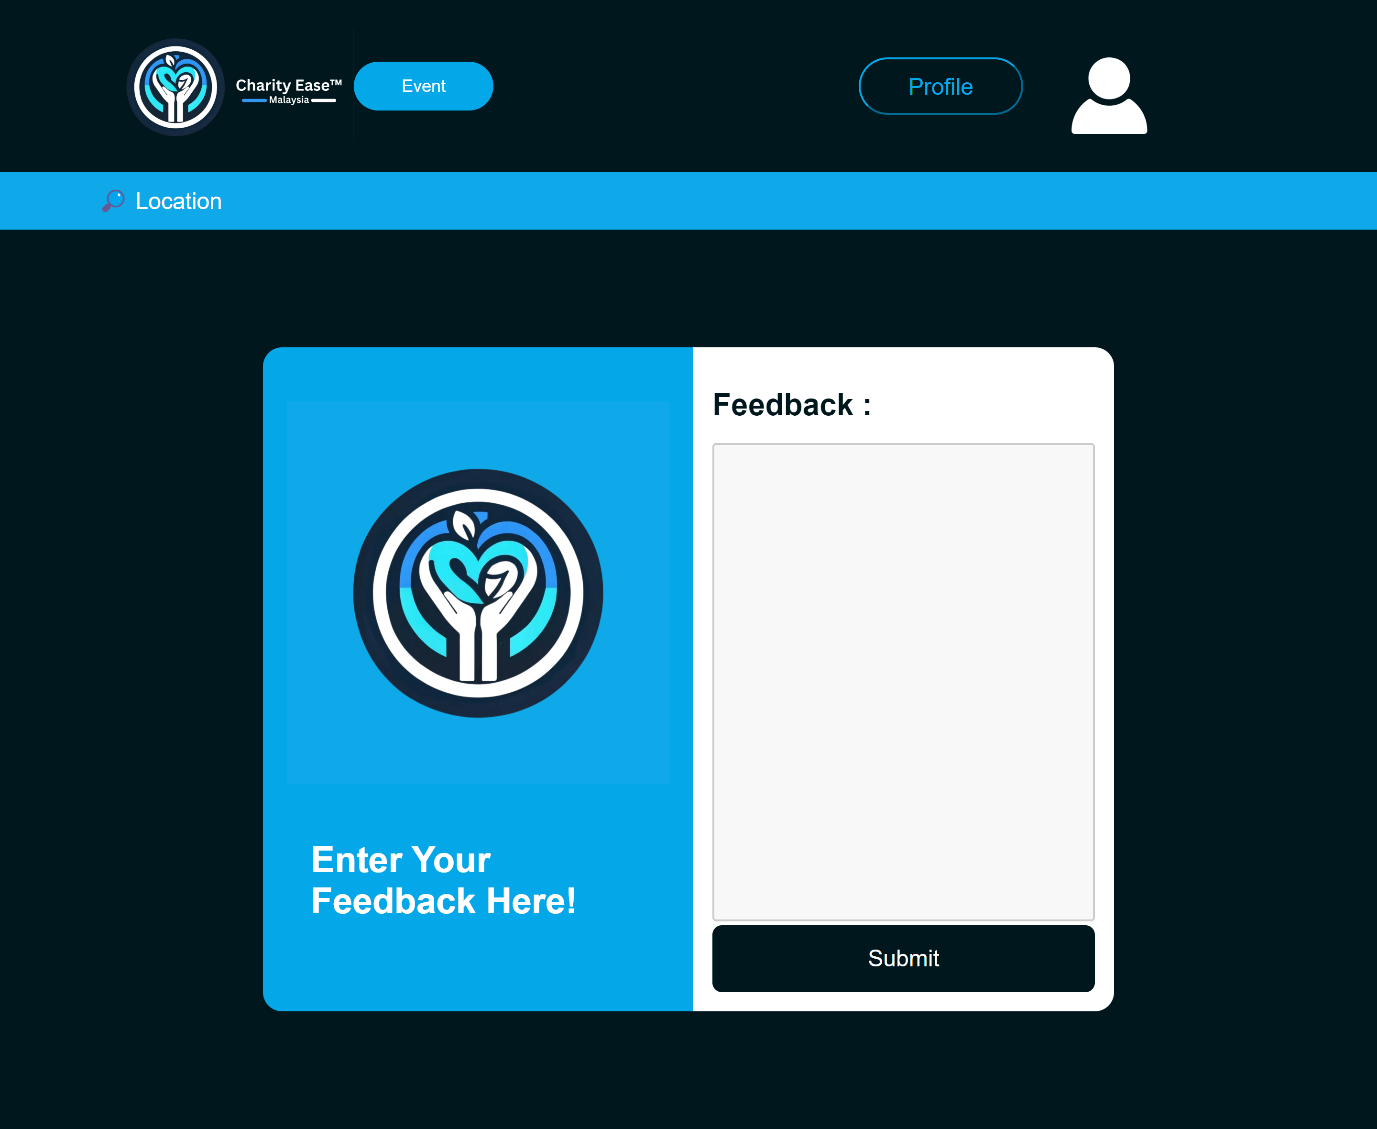 Charity Ease™
Malaysia
Event
Profile
Location
Feedback :
Enter Your
Feedback Here!
Submit